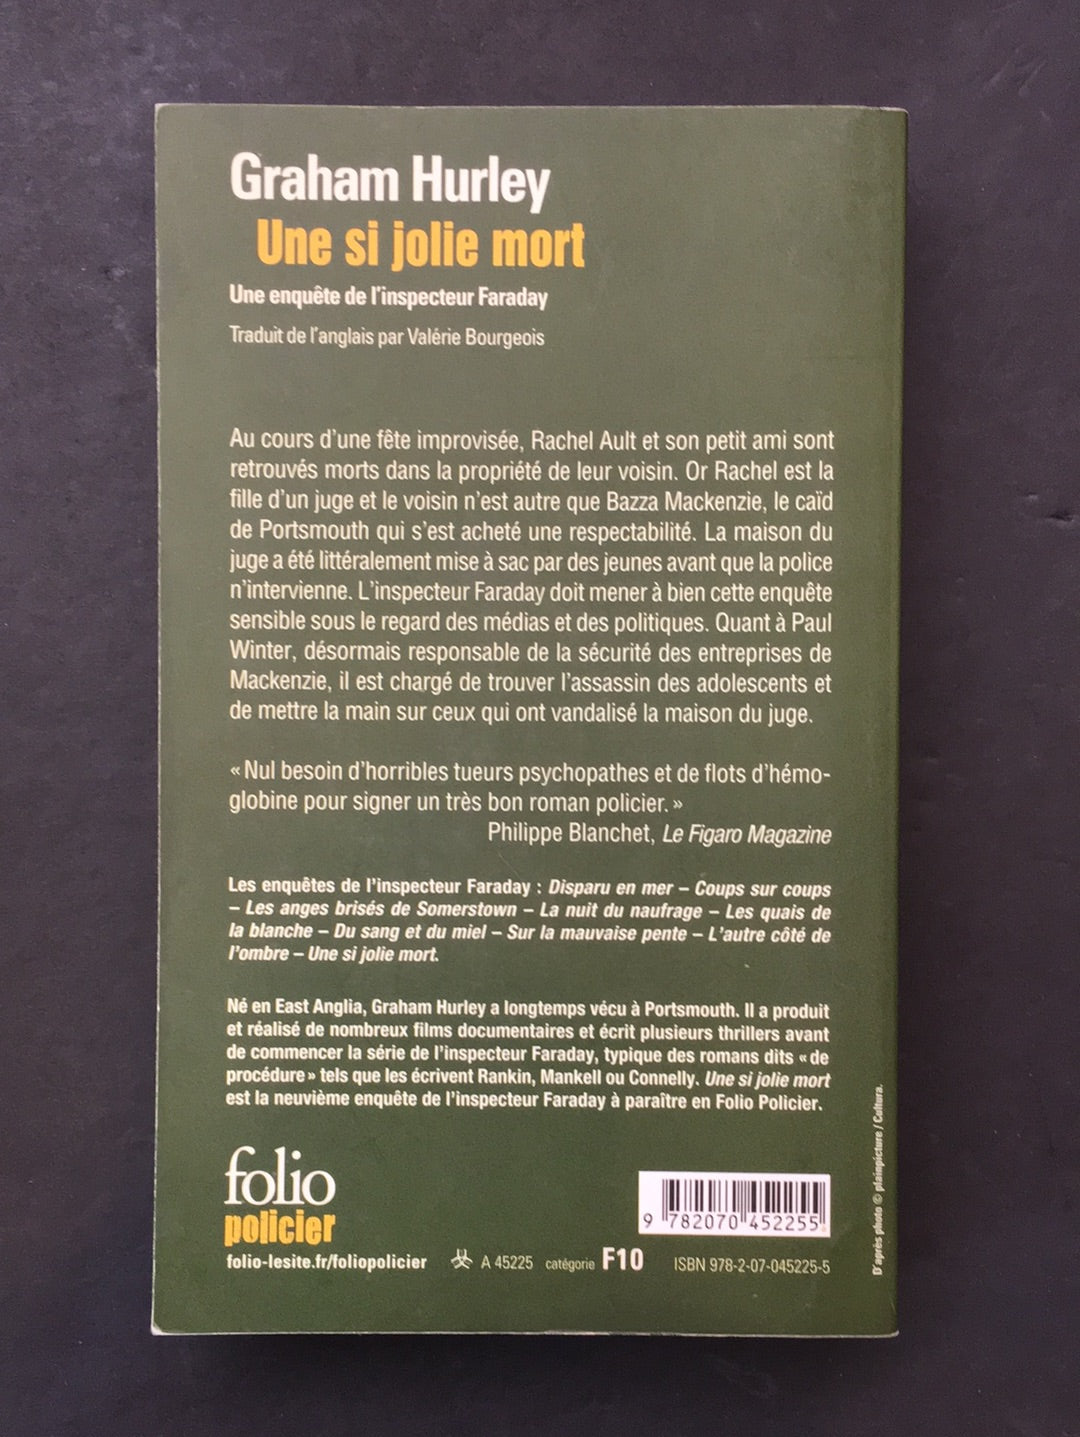 Graham Hurley
Une si jolie mort
Une enquête de l'inspecteur Faraday
Traduit de l'anglais par Valérie Bourgeois
Au cours d'une fête improvisée, Rachel Ault et son petit ami sont
retrouvés morts dans la propriété de leur voisin. Or Rachel est la
fille d'un juge et le voisin n'est autre que Bazza Mackenzie, le caïd
de Portsmouth qui s'est acheté une respectabilité. La maison du
juge a été littéralement mise à sac par des jeunes avant que la police
n'intervienne. L'inspecteur Faraday doit mener à bien cette enquête
sensible sous le regard des médias et des politiques. Quant à Paul
Winter, désormais responsable de la sécurité des entreprises de
Mackenzie, il est chargé de trouver l'assassin des adolescents et
de mettre la main sur ceux qui ont vandalisé la maison du juge.
« Nul besoin d'horribles tueurs psychopathes et de flots d'hémo-
globine pour signer un très bon roman policier. »
Philippe Blanchet, Le Figaro Magazine
Les enquêtes de l'inspecteur Faraday : Disparu en mer – Coups sur coups
– Les anges brisés de Somerstown – La nuit du naufrage – Les quais de
la blanche – Du sang et du miel – Sur la mauvaise pente – L'autre côté de
l'ombre – Une si jolie mort.
Né en East Anglia, Graham Hurley a longtemps vécu à Portsmouth. Il a produit
et réalisé de nombreux films documentaires et écrit plusieurs thrillers avant
de commencer la série de l'inspecteur Faraday, typique des romans dits « de
procédure » tels que les écrivent Rankin, Mankell ou Connelly. Une si jolie mort
est la neuvième enquête de l'inspecteur Faraday à paraître en Folio Policier.
folio
policier
folio-lesite.fr/foliopolicier
A 45225 catégorie F10
9 782070 452255
ISBN 978-2-07-045225-5
D'après photo © plainpicture / Cultura.